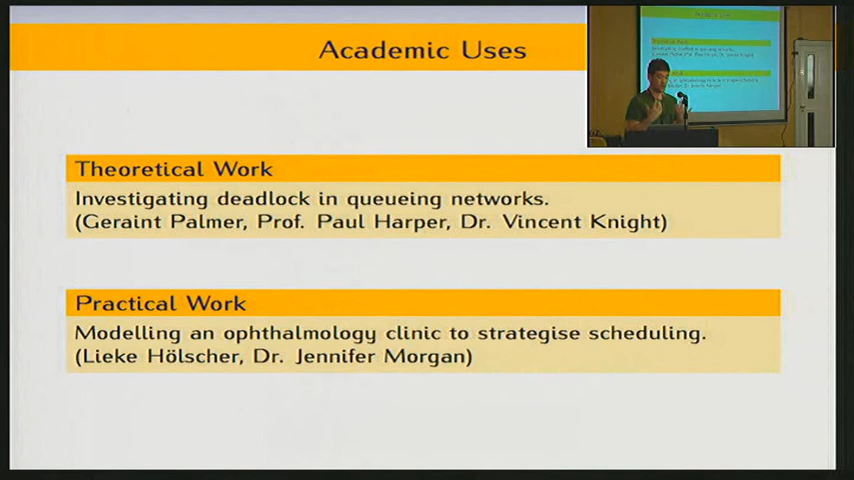 Academic Uses
Theoretical Work
Investigating deadlock in queueing networks.
(Geraint Palmer, Prof. Paul Harper, Dr. Vincent Knight)
Practical Work
Modelling an ophthalmology clinic to strategise scheduling.
(Lieke Hölscher, Dr. Jennifer Morgan)